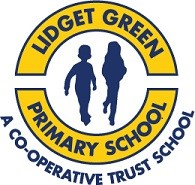 LIDGET GREEN
PRIMARY SCHOOL
A CO-OPERATIVE TRUST SCHOOL